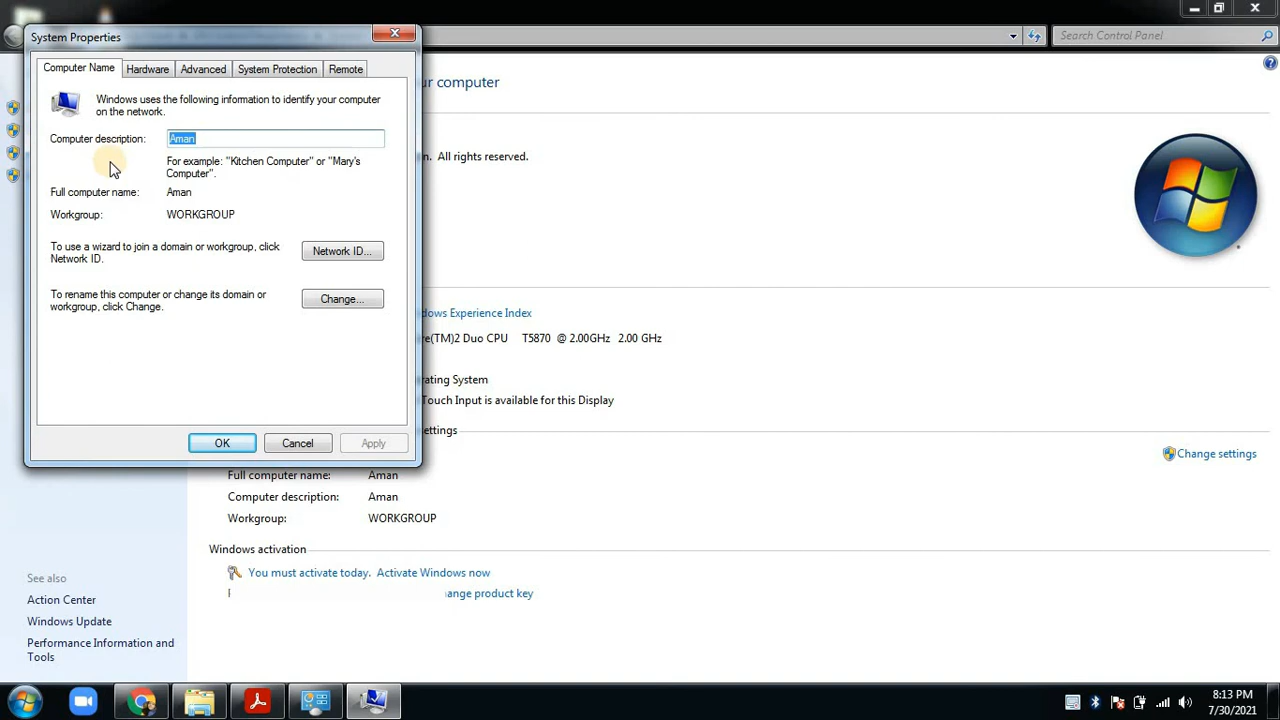 System Properties
Search Control Panel
Computer Name Hardware Advanced System Protection Remote
ur computer
Windows uses the following information to identify your computer
on the network.
Computer description: Aman
For example: "Kitchen Computer" or "Mary's
Computer".
Full computer name: Aman
Workgroup: WORKGROUP
To use a wizard to join a domain or workgroup, click
Network ID.
Network ID...
To rename this computer or change its domain or
workgroup, click Change.
Change...
OK Cancel Apply
n. All rights reserved.
dows Experience Index
re(TM)2 Duo CPU T5870 @ 2.00GHz 2.00 GHz
rating System
Touch Input is available for this Display
ettings
Change settings
Full computer name: Aman
Computer description: Aman
Workgroup: WORKGROUP
Windows activation
You must activate today. Activate Windows now
hange product key
See also
Action Center
Windows Update
Performance Information and
Tools
8:13 PM
7/30/2021